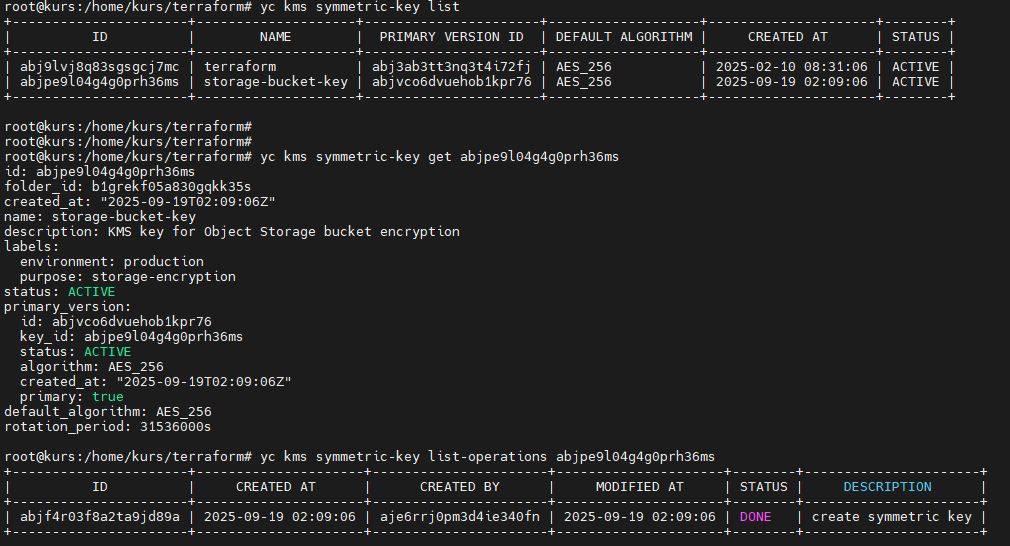 root@kurs:/home/kurs/terraform# yc kms symmetric-key list
+----------------------+--------------------+----------------------+-------------------+---------------------+--------+
|          ID          |        NAME        |  PRIMARY VERSION ID  | DEFAULT ALGORITHM |     CREATED AT      | STATUS |
+----------------------+--------------------+----------------------+-------------------+---------------------+--------+
| abj9lvj8q83sgsgcj7mc | terraform          | abj3ab3tt3nq3t4i72fj | AES_256           | 2025-02-10 08:31:06 | ACTIVE |
| abjpe9l04g4g0prh36ms | storage-bucket-key | abjvco6dvuehob1kpr76 | AES_256           | 2025-09-19 02:09:06 | ACTIVE |
+----------------------+--------------------+----------------------+-------------------+---------------------+--------+
root@kurs:/home/kurs/terraform#
root@kurs:/home/kurs/terraform#
root@kurs:/home/kurs/terraform# yc kms symmetric-key get abjpe9l04g4g0prh36ms
id: abjpe9l04g4g0prh36ms
folder_id: b1grekf05a830gqkk35s
created_at: "2025-09-19T02:09:06Z"
name: storage-bucket-key
description: KMS key for Object Storage bucket encryption
labels:
  environment: production
  purpose: storage-encryption
status: ACTIVE
primary_version:
  id: abjvco6dvuehob1kpr76
  key_id: abjpe9l04g4g0prh36ms
  status: ACTIVE
  algorithm: AES_256
  created_at: "2025-09-19T02:09:06Z"
  primary: true
default_algorithm: AES_256
rotation_period: 31536000s
root@kurs:/home/kurs/terraform# yc kms symmetric-key list-operations abjpe9l04g4g0prh36ms
+----------------------+---------------------+----------------------+---------------------+--------+----------------------+
|          ID          |     CREATED AT      |      CREATED BY      |     MODIFIED AT     | STATUS |     DESCRIPTION      |
+----------------------+---------------------+----------------------+---------------------+--------+----------------------+
| abjf4r03f8a2ta9jd89a | 2025-09-19 02:09:06 | aje6rrj0pm3d4ie340fn | 2025-09-19 02:09:06 | DONE   | create symmetric key |
+----------------------+---------------------+----------------------+---------------------+--------+----------------------+